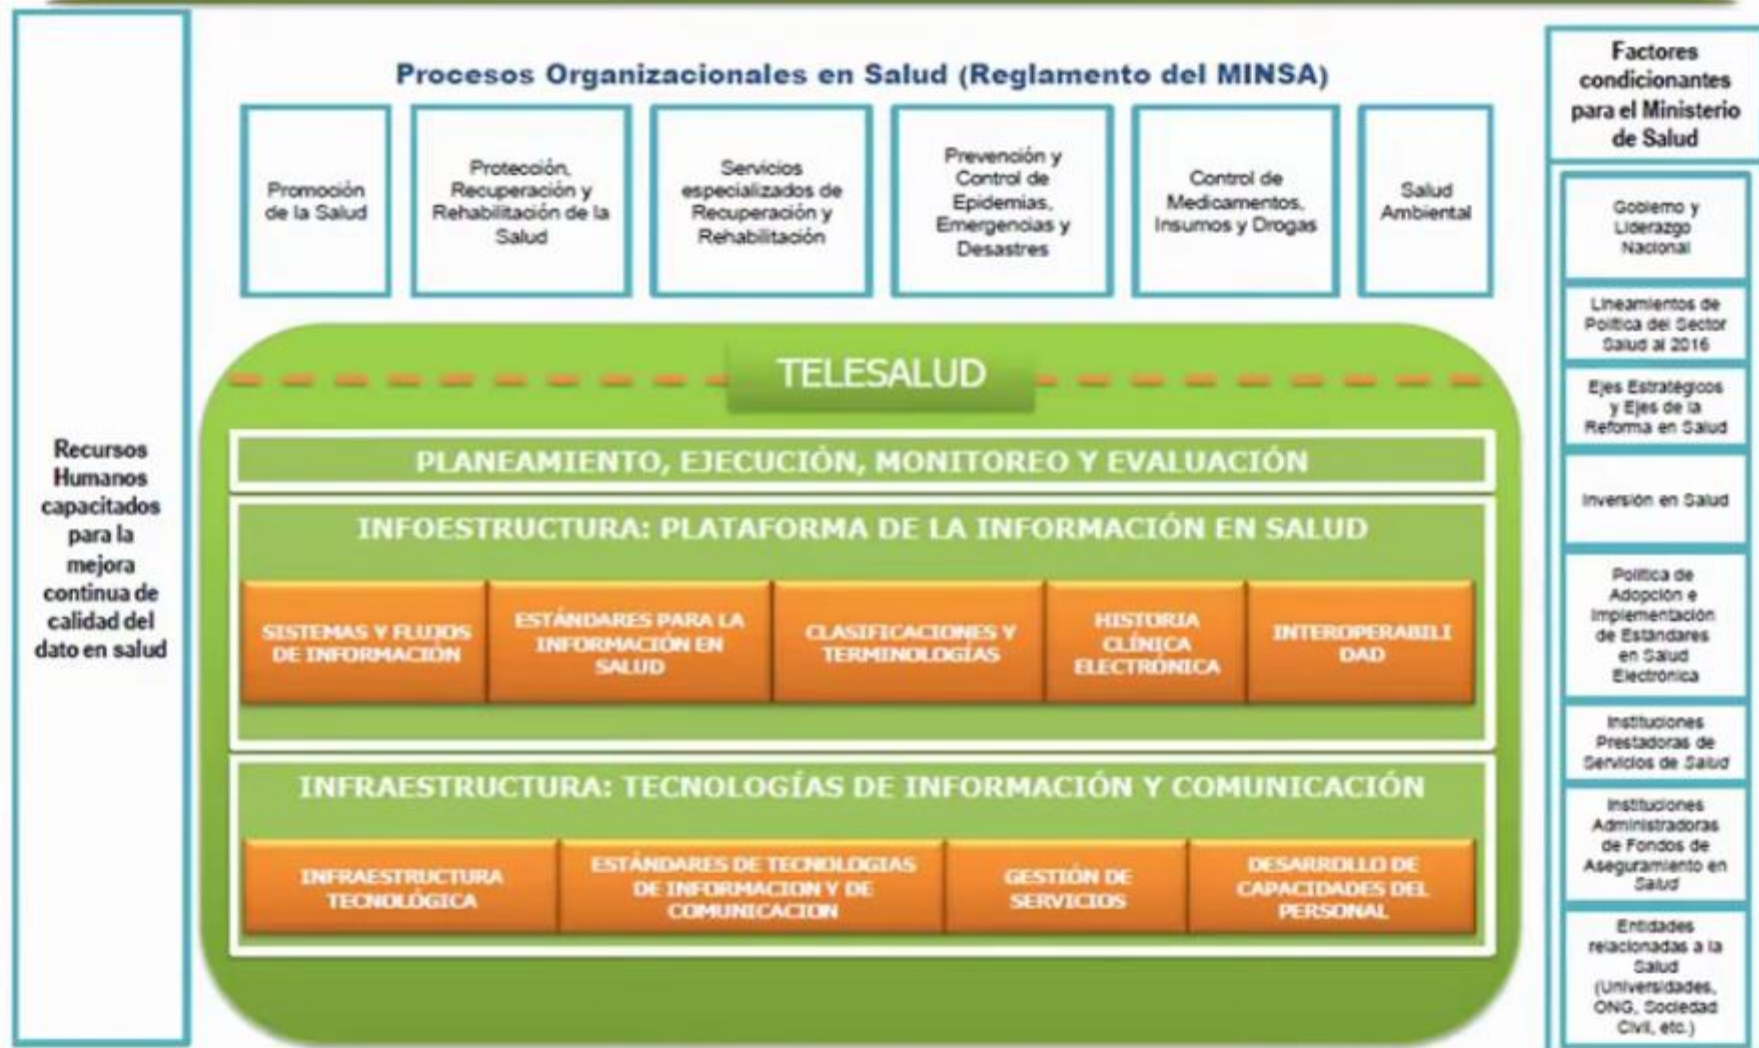 Procesos Organizacionales en Salud (Reglamento del MINSA)
Promoción
de la Salud
Protección,
Recuperación y
Rehabilitación de la
Salud
Servicios
especializados de
Recuperación y
Rehabilitación
Prevención y
Control de
Epidemias,
Emergencias y
Desastres
Control de
Medicamentos,
Insumos y Drogas
Salud
Ambiental
Recursos
Humanos
capacitados
para la
mejora
continua de
calidad del
dato en salud
TELESALUD
PLANEAMIENTO, EJECUCIÓN, MONITOREO Y EVALUACIÓN
INFOESTRUCTURA: PLATAFORMA DE LA INFORMACIÓN EN SALUD
SISTEMAS Y FLUJOS
DE INFORMACIÓN
ESTÁNDARES PARA LA
INFORMACIÓN EN
SALUD
CLASIFICACIONES Y
TERMINOLOGÍAS
HISTORIA
CLÍNICA
ELECTRÓNICA
INTEROPERABILI
DAD
INFRAESTRUCTURA: TECNOLOGÍAS DE INFORMACIÓN Y COMUNICACIÓN
INFRAESTRUCTURA
TECNOLÓGICA
ESTÁNDARES DE TECNOLOGIAS
DE INFORMACION Y DE
COMUNICACION
GESTIÓN DE
SERVICIOS
DESARROLLO DE
CAPACIDADES DEL
PERSONAL
Factores
condicionantes
para el Ministerio
de Salud
Gobierno y
Liderazgo
Nacional
Lineamientos de
Política del Sector
Salud al 2016
Ejes Estratégicos
y Ejes de la
Reforma en Salud
Inversión en Salud
Política de
Adopción e
Implementación
de Estándares
en Salud
Electrónica
Instituciones
Prestadoras de
Servicios de Salud
Instituciones
Administradoras
de Fondos de
Aseguramiento en
Salud
Entidades
relacionadas a la
Salud
(Universidades,
ONG, Sociedad
Civil, etc.)